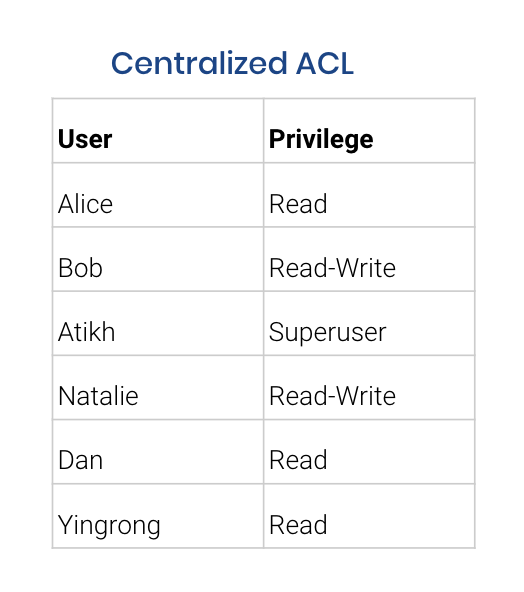 Centralized ACL
User Privilege
Alice Read
Bob Read-Write
Atikh Superuser
Natalie Read-Write
Dan Read
Yingrong Read